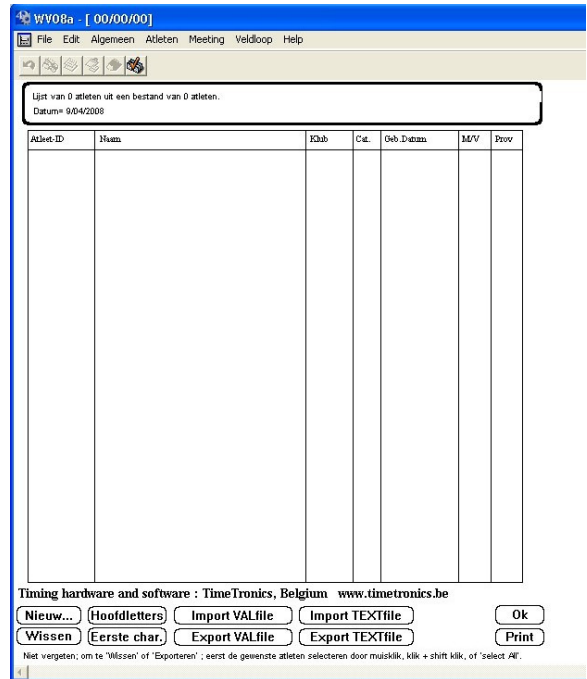 WV08a - [ 00/00/00]
File Edit Algemeen Atleten Meeting Veldloop Help
Lijst van 0 atleten uit een bestand van 0 atleten.
Datum= 9/04/2008
Atleet-ID Naam Klub Cat. Geb.Datum M/V Prov
Timing hardware and software : TimeTronics, Belgium www.timetronics.be
Nieuw... Hoofdletters Import VALfile Import TEXTfile Ok
Wissen Eerste char. Export VALfile Export TEXTfile Print
Niet vergeten; om te 'Wissen' of 'Exporteren' ; eerst de gewenste atleten selecteren door muisklik, klik + shift klik, of 'select All'.